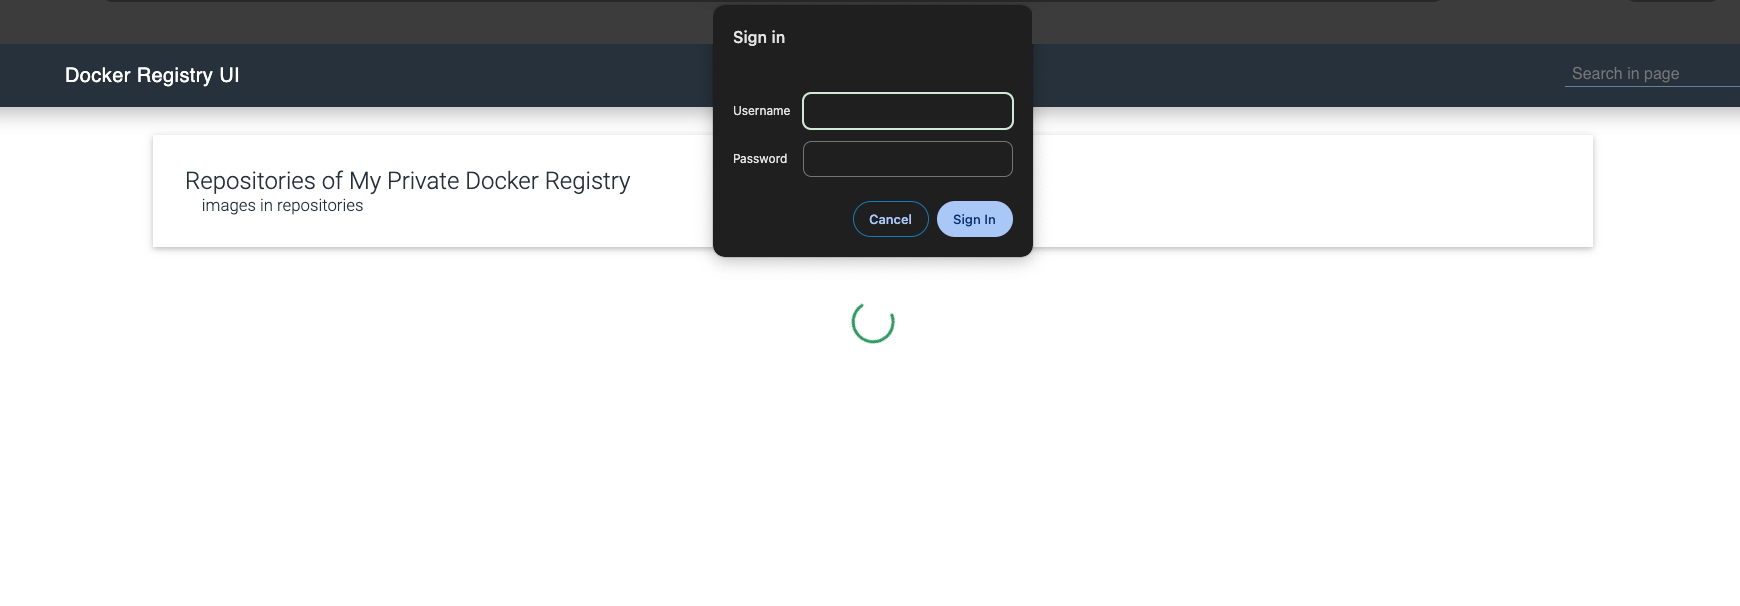 Sign in
Docker Registry UI
Search in page
Username
Password
Repositories of My Private Docker Registry
images in repositories
Cancel
Sign In